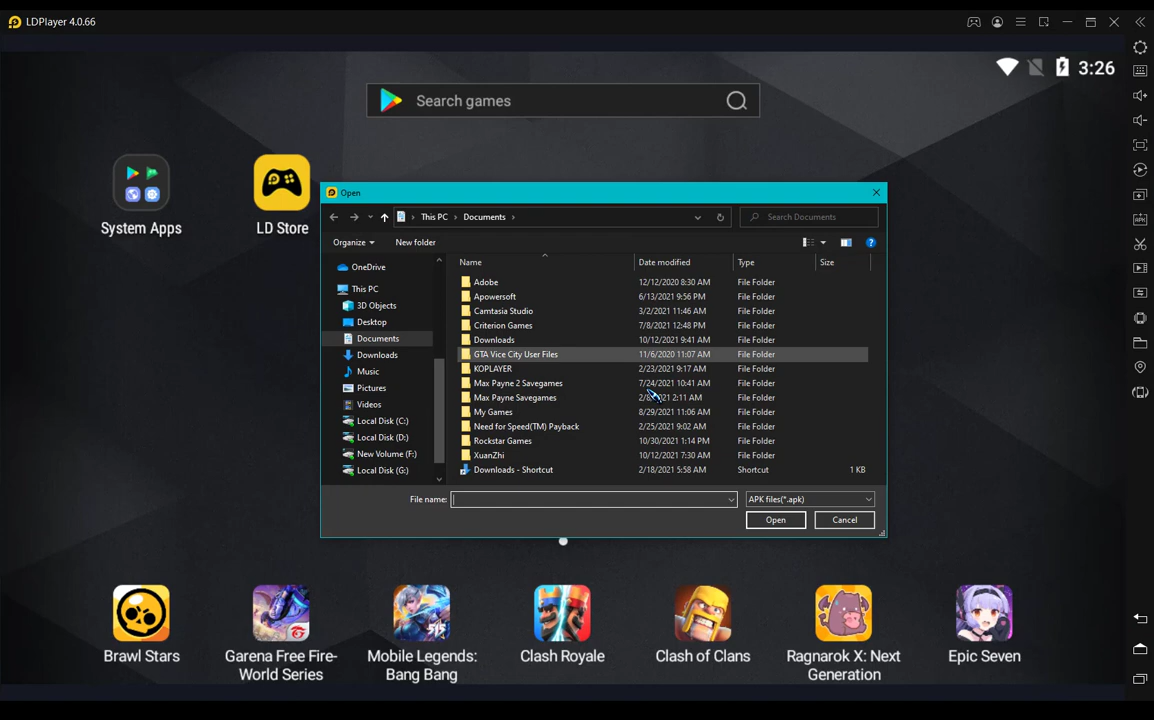 LDPlayer 4.0.66
3:26
Search games
System Apps
LD Store
Open
This PC > Documents >
Search Documents
Organize
New folder
Name Date modified Type Size
OneDrive
This PC
3D Objects
Desktop
Documents
Downloads
Music
Pictures
Videos
Local Disk (C:)
Local Disk (D:)
New Volume (F:)
Local Disk (G:)
Adobe 12/12/2020 8:30 AM File Folder
Apowersoft 6/13/2021 9:56 PM File Folder
Camtasia Studio 3/2/2021 11:46 AM File Folder
Criterion Games 7/8/2021 12:48 PM File Folder
Downloads 10/12/2021 9:41 AM File Folder
GTA Vice City User Files 11/6/2020 11:07 AM File Folder
KOPLAYER 2/23/2021 9:17 AM File Folder
Max Payne 2 Savegames 7/24/2021 10:41 AM File Folder
Max Payne Savegames 2:11 AM File Folder
My Games 8/29/2021 11:06 AM File Folder
Need for Speed(TM) Payback 2/25/2021 9:02 AM File Folder
Rockstar Games 10/30/2021 1:14 PM File Folder
XuanZhi 10/12/2021 7:30 AM File Folder
Downloads - Shortcut 2/18/2021 5:58 AM Shortcut 1 KB
File name:
APK files(*.apk)
Open
Cancel
Brawl Stars
Garena Free Fire-
World Series
Mobile Legends:
Bang Bang
Clash Royale
Clash of Clans
Ragnarok X: Next
Generation
Epic Seven